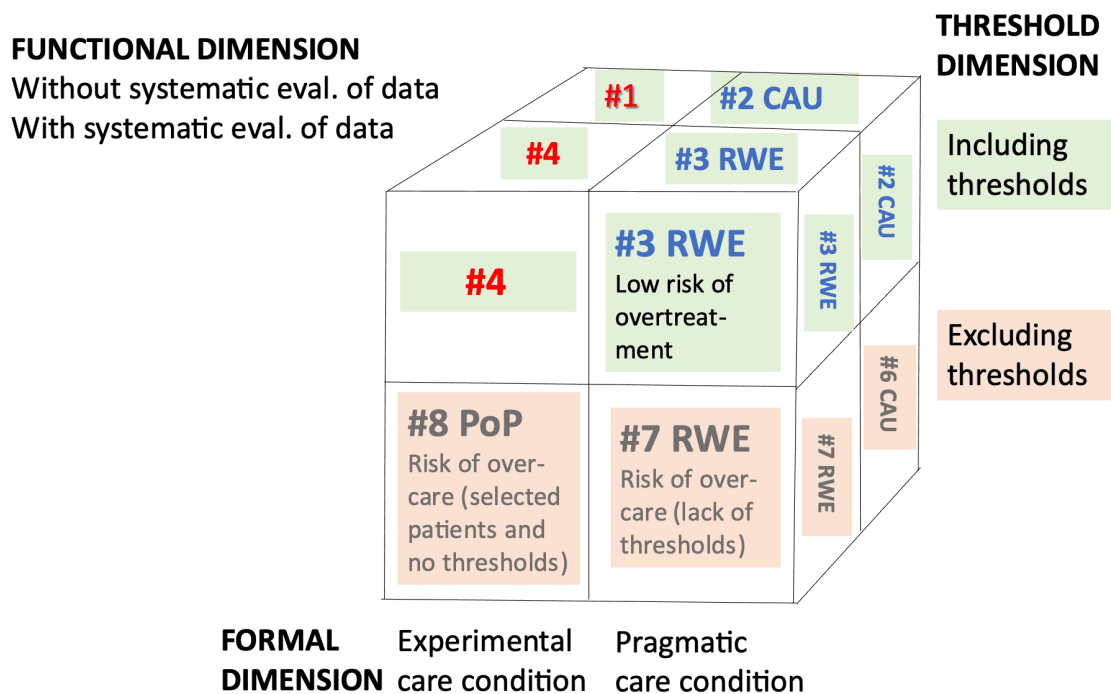 FUNCTIONAL DIMENSION
Without systematic eval. of data
With systematic eval. of data
THRESHOLD
DIMENSION
#1
#2 CAU
#4
#3 RWE
Including
thresholds
#2 CAU
#3 RWE
#4
#3 RWE
Low risk of
overtreat-
ment
Excluding
thresholds
#6 CAU
#7 RWE
#8 PoP
Risk of over-
care (selected
patients and
no thresholds)
#7 RWE
Risk of over-
care (lack of
thresholds)
FORMAL
DIMENSION
Experimental
care condition
Pragmatic
care condition